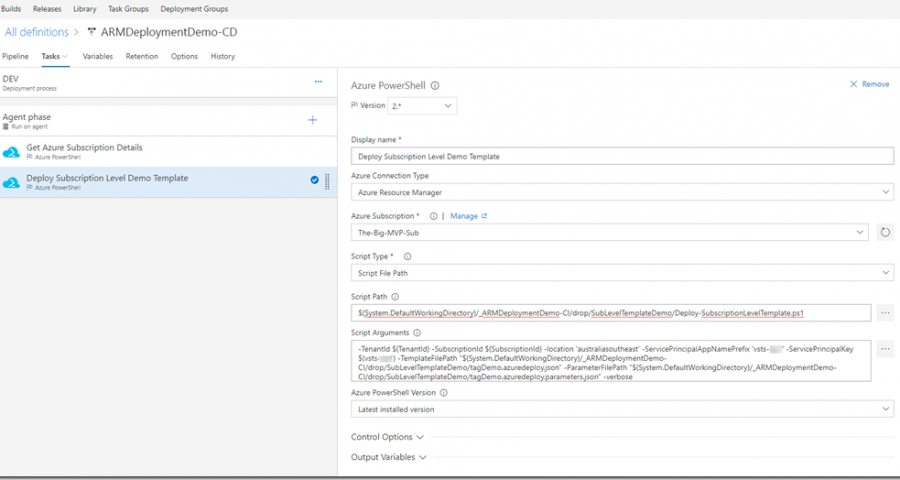 Builds Releases Library Task Groups Deployment Groups
All definitions > ARMDeploymentDemo-CD
Pipeline Tasks Variables Retention Options History
DEV
Deployment process
Agent phase
Run on agent
Get Azure Subscription Details
Azure PowerShell
Deploy Subscription Level Demo Template
Azure PowerShell
Azure PowerShell
Remove
Version 2.*
Display name *
Deploy Subscription Level Demo Template
Azure Connection Type
Azure Resource Manager
Azure Subscription * | Manage
The-Big-MVP-Sub
Script Type *
Script File Path
Script Path
$(System.DefaultWorkingDirectory)/_ARMDeploymentDemo-CI/drop/SubLevelTemplateDemo/Deploy-SubscriptionLevelTemplate.ps1
Script Arguments
-TenantId $(TenantId) -SubscriptionId $(SubscriptionId) -location 'australiasoutheast' -ServicePrincipalAppNamePrefix 'vsts- " -ServicePrincipalKey
$(vsts- ) -TemplateFilePath "$(System.DefaultWorkingDirectory)/_ARMDeploymentDemo-
CI/drop/SubLevelTemplateDemo/tagDemo.azuredeploy.json" -ParameterFilePath "$(System.DefaultWorkingDirectory)/_ARMDeploymentDemo-
CI/drop/SubLevelTemplateDemo/tagDemo.azuredeploy.parameters.json" -verbose
Azure PowerShell Version
Latest installed version
Control Options
Output Variables